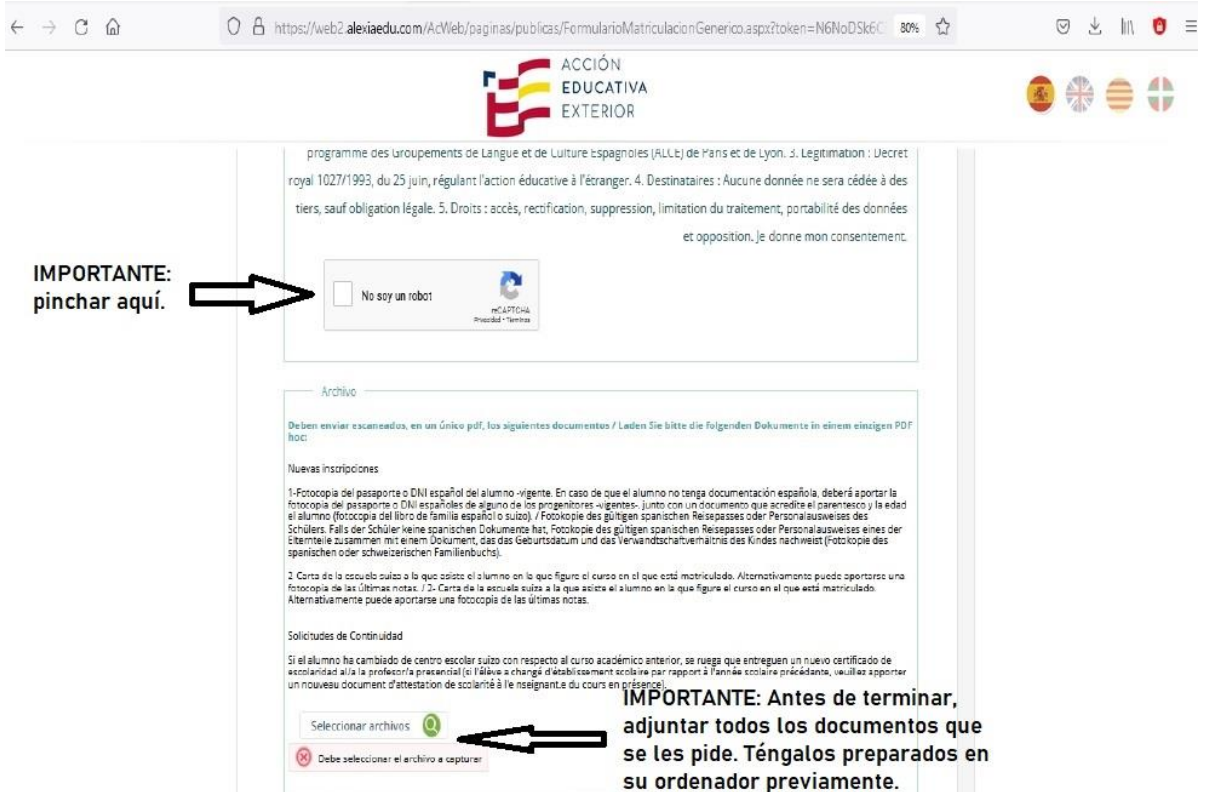 https://web2.alexiaedu.com/AcWeb/paginas/publicas/FormularioMatriculacionGenerico.aspx?token=N6NoDSk6C
80%
ACCIÓN
EDUCATIVA
EXTERIOR
programme des Groupements de Langue et de Culture Espagnoles (ALCE) de Paris et de Lyon. 3. Légitimation : Décret
royal 1027/1993, du 25 juin, régulant l'action éducative à l'étranger. 4. Destinataires : Aucune donnée ne sera cédée à des
tiers, sauf obligation légale. 5. Droits : accès, rectification, suppression, limitation du traitement, portabilité des données
et opposition. Je donne mon consentement.
IMPORTANTE:
pinchar aquí.
No soy un robot
reCAPTCHA
Privacidad • Términos
Archivo
Deben enviar escaneados, en un único pdf, los siguientes documentos / Laden Sie bitte die folgenden Dokumente in einem einzigen PDF
hoc:
Nuevas inscripciones
1-Fotocopia del pasaporte o DNI español del alumno -vigente. En caso de que el alumno no tenga documentación española, deberá aportar la
fotocopia del pasaporte o DNI españoles de alguno de los progenitores -vigentes-, junto con un documento que acredite el parentesco y la edad
el alumno (fotocopia del libro de familia español o suizo). / Fotokopie des gültigen spanischen Reisepasses oder Personalausweises des
Schülers. Falls der Schüler keine spanischen Dokumente hat, Fotokopie des gültigen spanischen Reisepasses oder Personalausweises eines der
Elternteile zusammen mit einem Dokument, das das Geburtsdatum und das Verwandtschaftverhältnis des Kindes nachweist (Fotokopie des
spanischen oder schweizerischen Familienbuchs).
2-Carta de la escuela suiza a la que asiste el alumno en la que figure el curso en el que está matriculado. Alternativamente puede aportarse una
fotocopia de las últimas notas. / 2- Carta de la escuela suiza a la que asiste el alumno en la que figure el curso en el que está matriculado.
Alternativamente puede aportarse una fotocopia de las últimas notas.
Solicitudes de Continuidad
Si el alumno ha cambiado de centro escolar suizo con respecto al curso académico anterior, se ruega que entreguen un nuevo certificado de
escolaridad al/a la profesor/a presencial (si l'élève a changé d'établissement scolaire par rapport à l'année scolaire précédente, veuillez apporter
un nouveau document d'attestation de scolarité à l'e nseignant.e du cours en présence).
Seleccionar archivos
Debe seleccionar el archivo a capturar
IMPORTANTE: Antes de terminar,
adjuntar todos los documentos que
se les pide. Téngalos preparados en
su ordenador previamente.